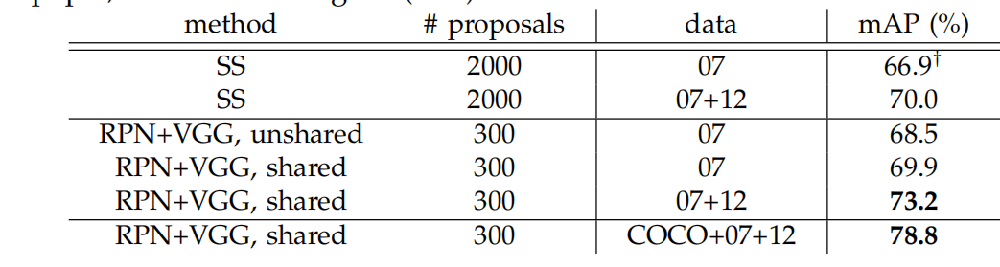 method # proposals data mAP (%)
SS 2000 07 66.9†
SS 2000 07+12 70.0
RPN+VGG, unshared 300 07 68.5
RPN+VGG, shared 300 07 69.9
RPN+VGG, shared 300 07+12 73.2
RPN+VGG, shared 300 COCO+07+12 78.8